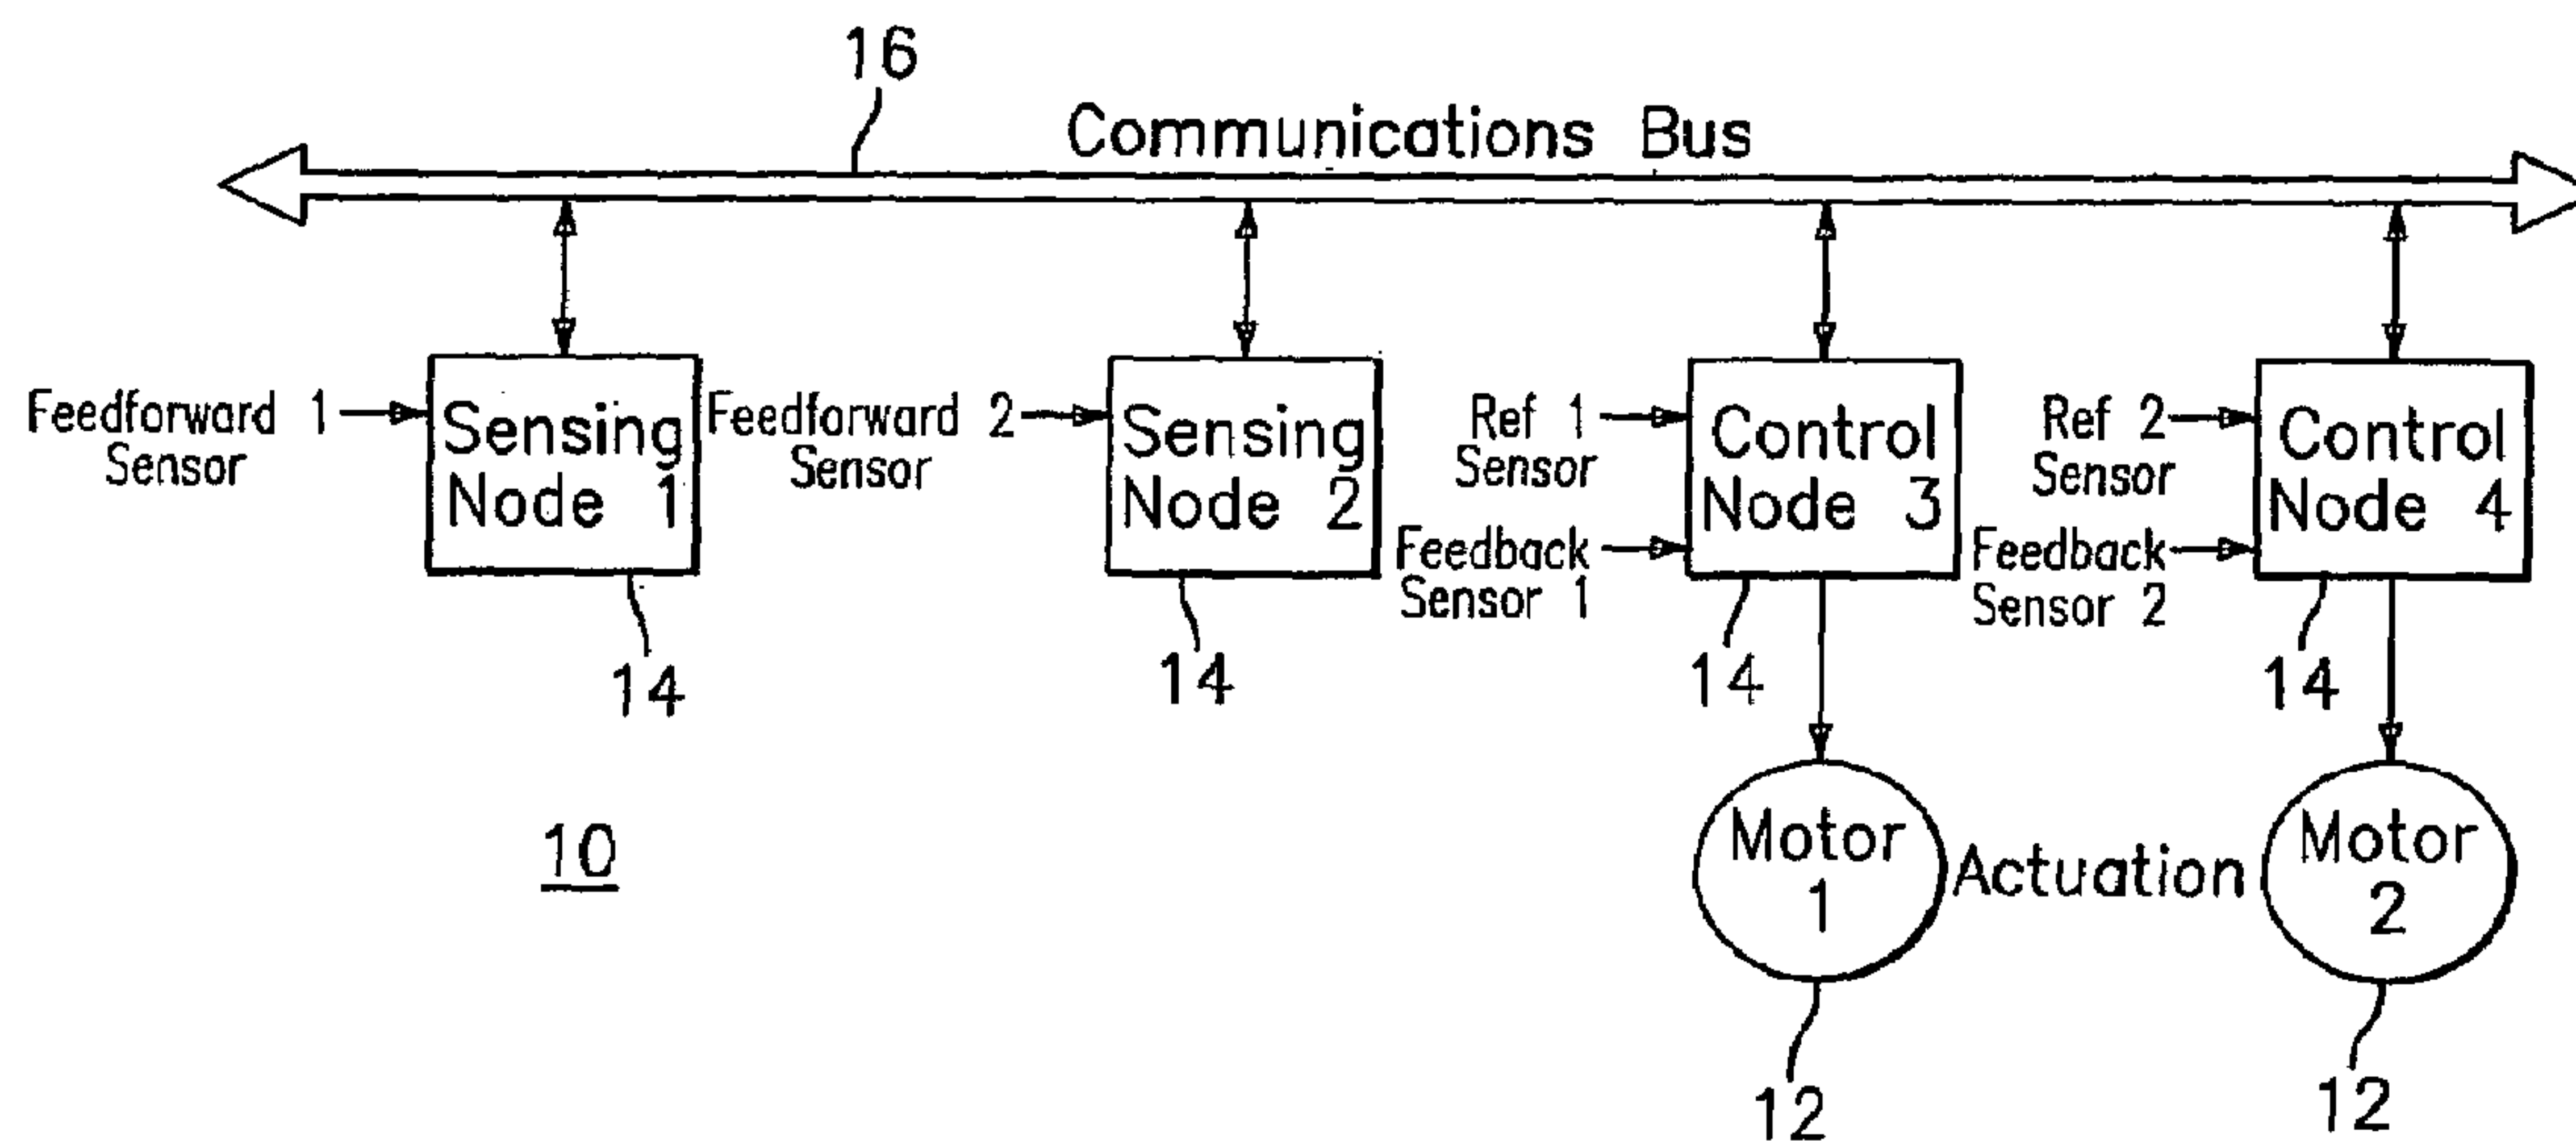 16
Communications Bus
Feedforward 1
Sensor
Sensing
Node 1
Feedforward 2
Sensor
Sensing
Node 2
Ref 1
Sensor
Feedback
Sensor 1
Control
Node 3
Ref 2
Sensor
Feedback
Sensor 2
Control
Node 4
14
14
14
14
10
Motor
1
Actuation
Motor
2
12
12